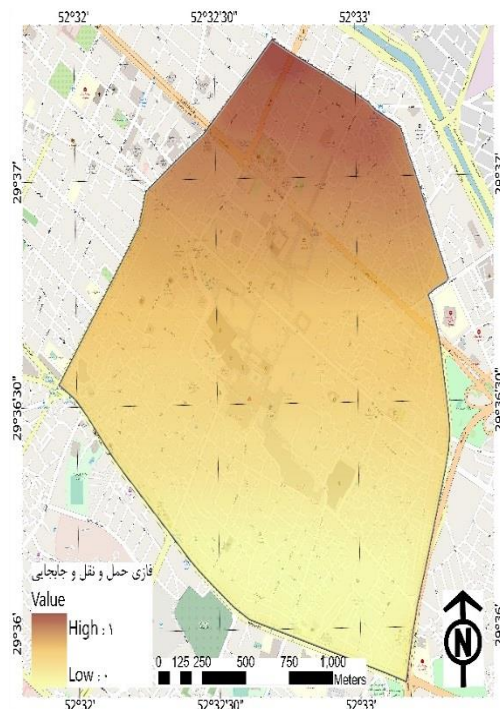 52°32' 52°32'30" 52°33'
29°37' 29°37'
29°36'30" 29°36'30"
29°36' 29°36'
فازی حمل و نقل و جابجایی
Value
High : ۱
Low : ۰
N
0 125 250 500 750 1,000
Meters
52°32' 52°32'30" 52°33'